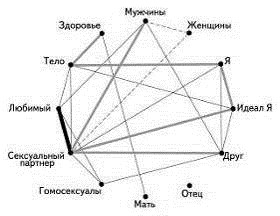 Мужчины
Здоровье
Женщины
Тело
Я
Любимый
Идеал Я
Сексуальный
партнер
Друг
Гомосексуалы
Отец
Мать